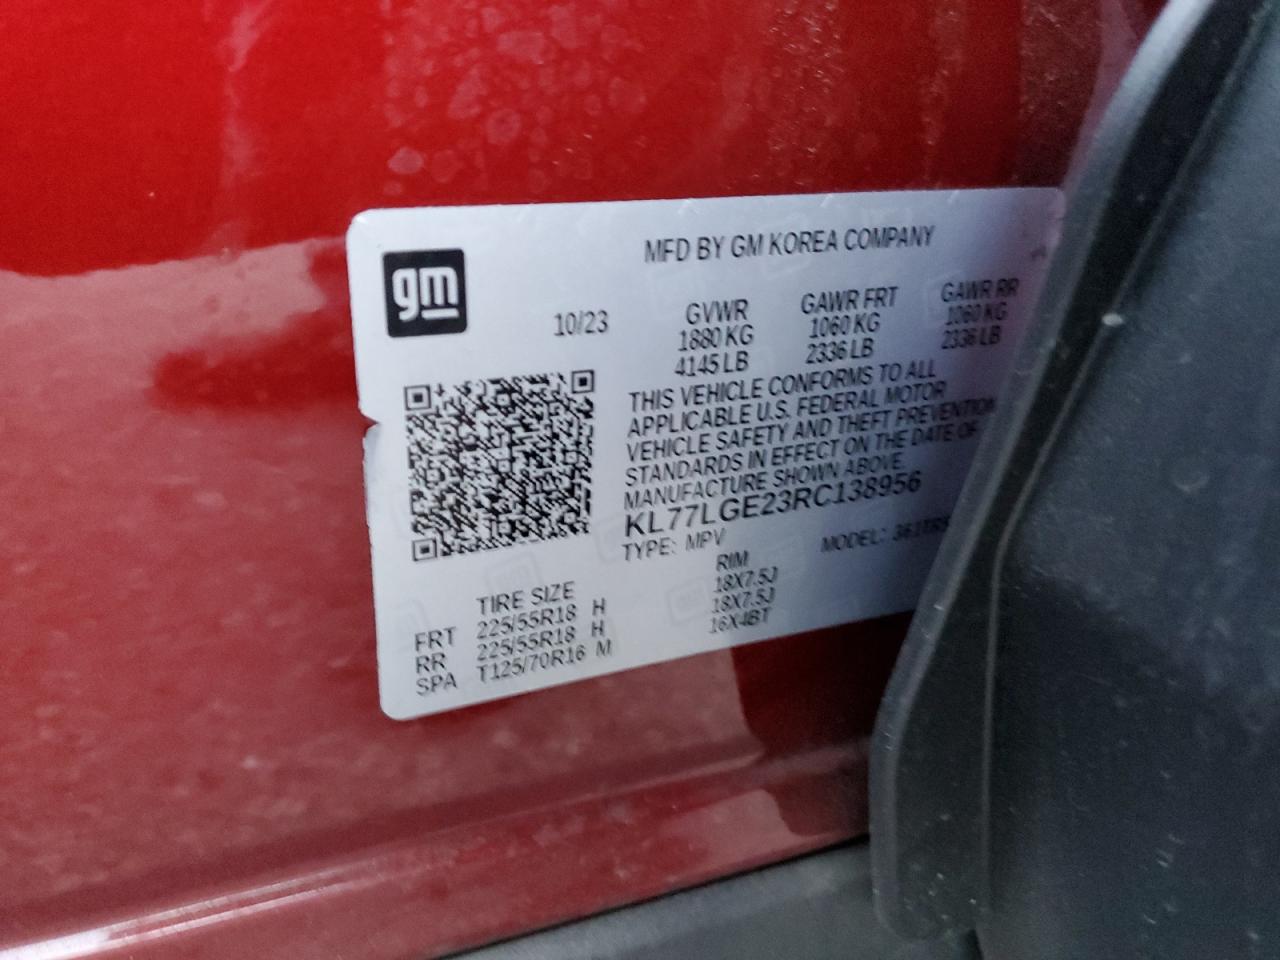 MFD BY GM KOREA COMPANY
gm
10/23
GVWR GAWR FRT GAWR RR
1880 KG 1060 KG 1060 KG
4145 LB 2336 LB 2336 LB
THIS VEHICLE CONFORMS TO ALL
APPLICABLE U.S. FEDERAL MOTOR
VEHICLE SAFETY AND THEFT PREVENTION
STANDARDS IN EFFECT ON THE DATE OF
MANUFACTURE SHOWN ABOVE.
KL77LGE23RC138956
TYPE: MPV MODEL:
TIRE SIZE RIM
FRT 225/55R18 H 18X7.5J
RR 225/55R18 H 18X7.5J
SPA T125/70R16 M 16X4BT